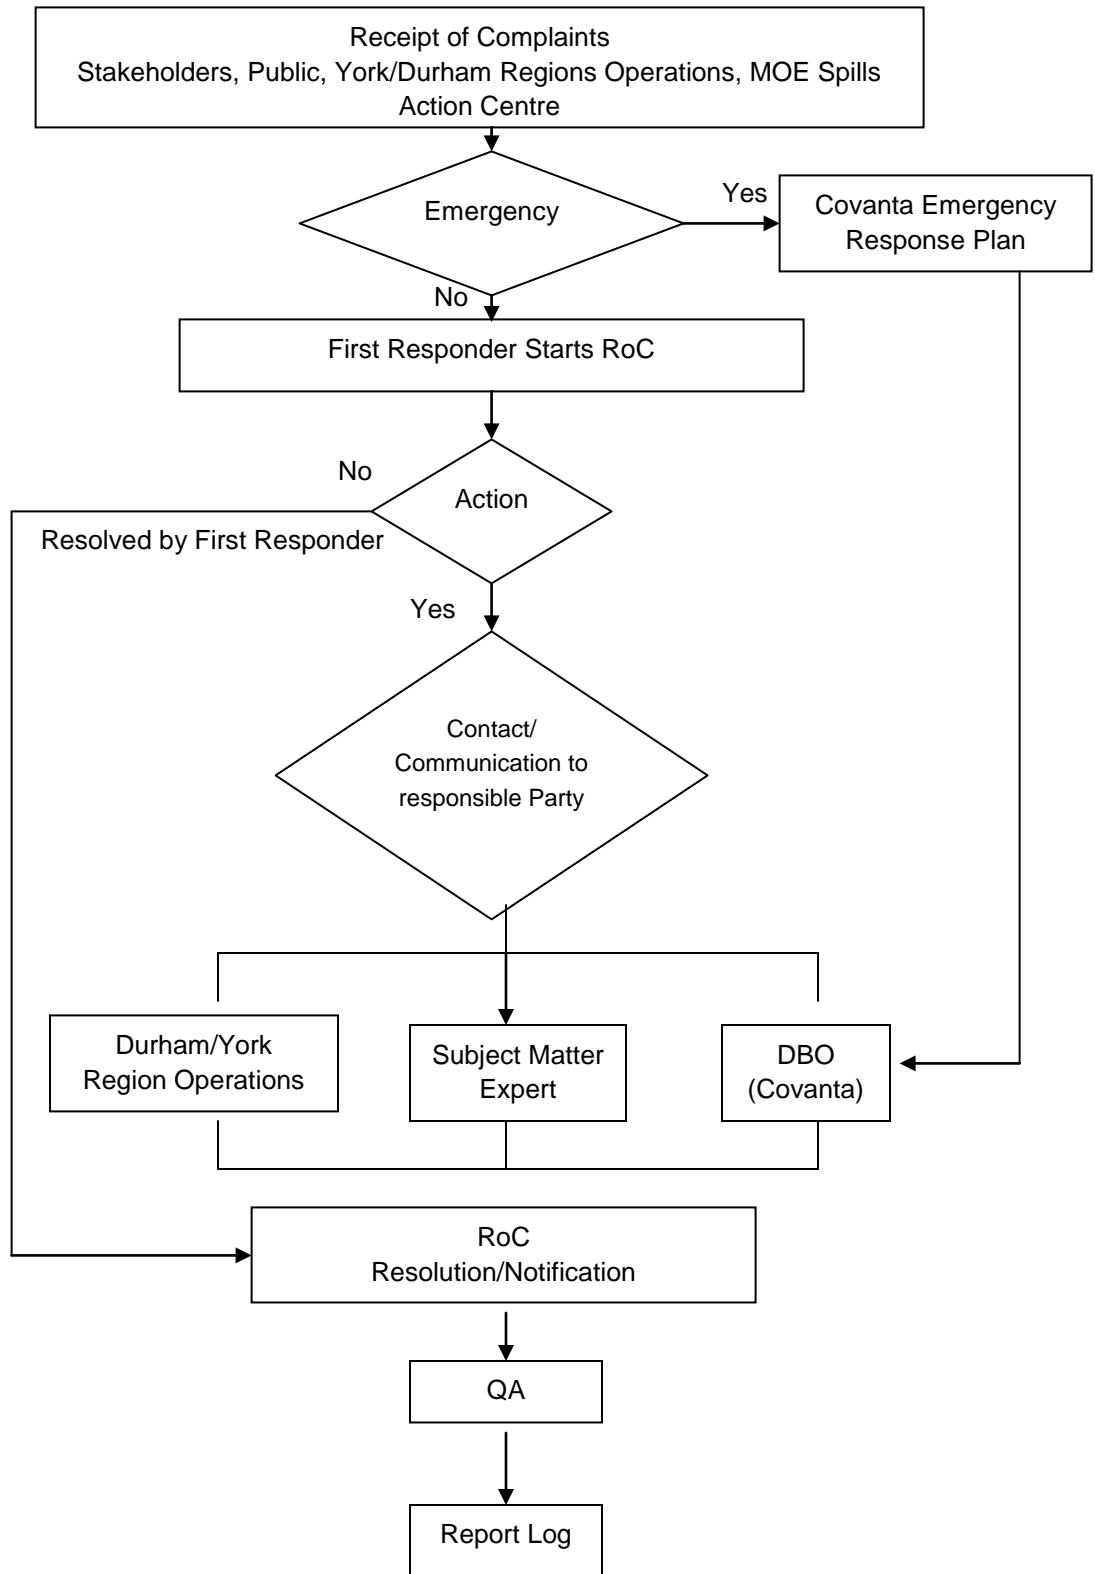 Receipt of Complaints
Stakeholders, Public, York/Durham Regions Operations, MOE Spills
Action Centre
Emergency
Yes
Covanta Emergency
Response Plan
No
First Responder Starts RoC
No
Action
Resolved by First Responder
Yes
Contact/
Communication to
responsible Party
Durham/York
Region Operations
Subject Matter
Expert
DBO
(Covanta)
RoC
Resolution/Notification
QA
Report Log